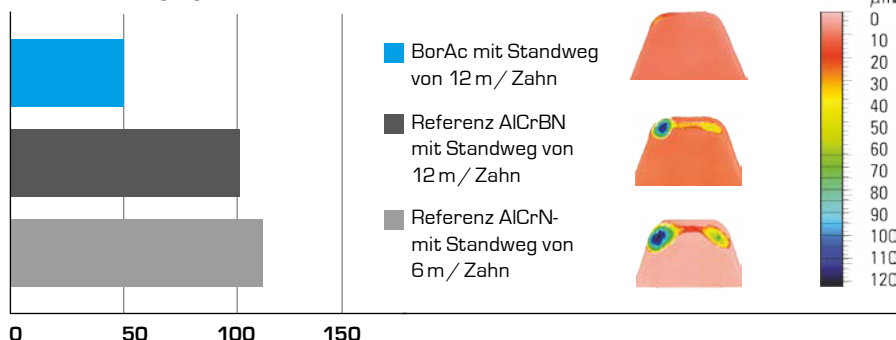 BorAc mit Standweg
von 12 m / Zahn
Referenz AlCrBN
mit Standweg von
12 m / Zahn
Referenz AlCrN-
mit Standweg von
6 m / Zahn
0
50
100
150
0
10
20
30
40
50
60
70
80
90
100
110
120